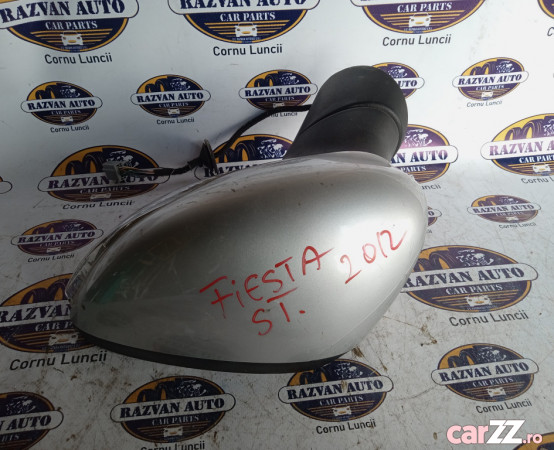 RAZVAN AUTO
CAR PARTS
Cornu Luncii
FIESTA 2012
ST.
carZZ.ro